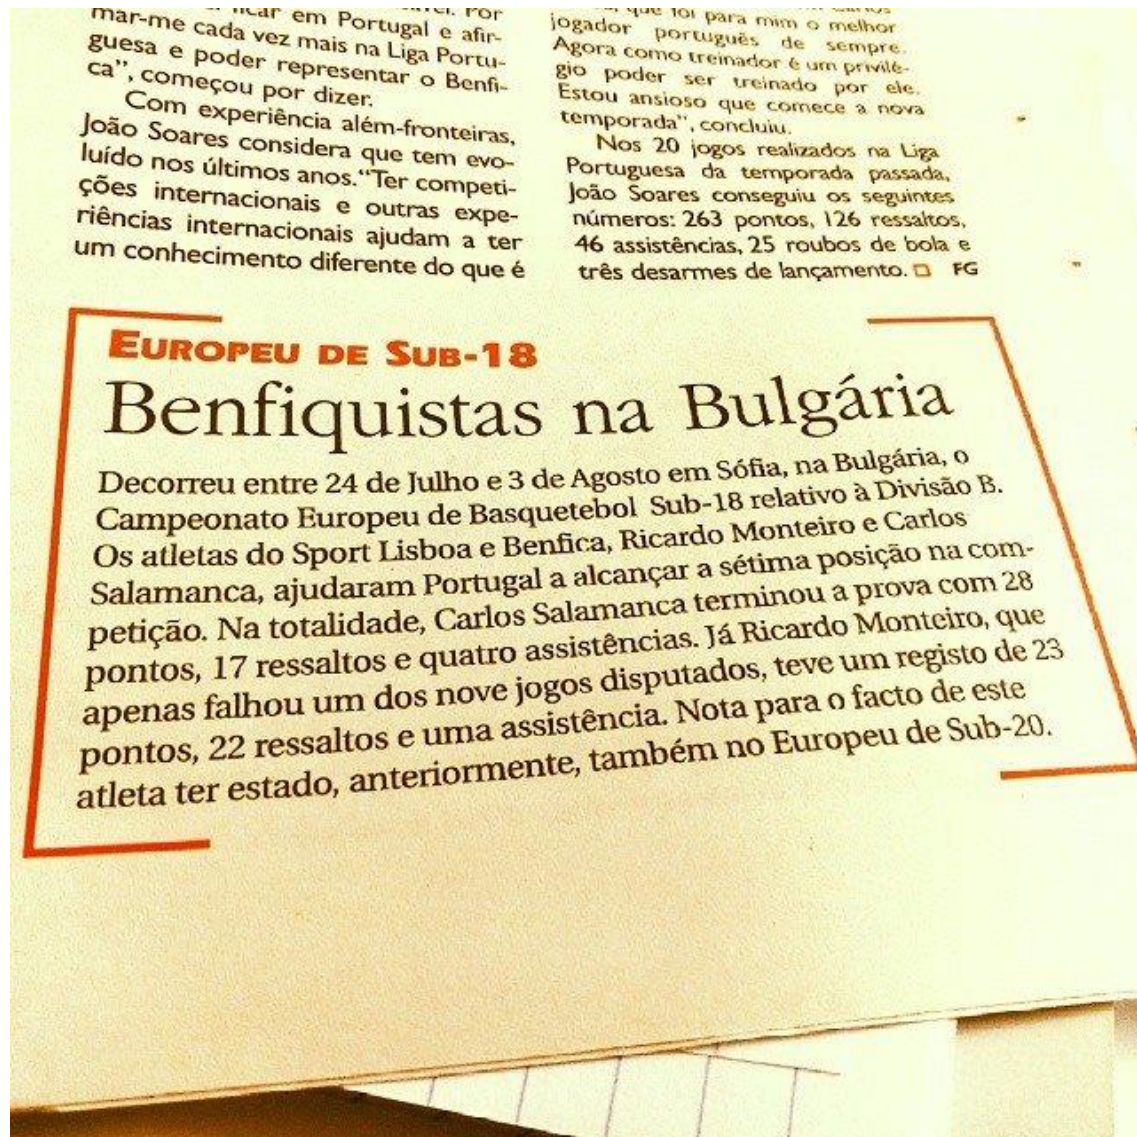 ficar em Portugal e afir-
mar-me cada vez mais na Liga Portu-
guesa e poder representar o Benfi-
ca”, começou por dizer.
Com experiência além-fronteiras,
João Soares considera que tem evo-
luído nos últimos anos. “Ter competi-
ções internacionais e outras expe-
riências internacionais ajudam a ter
um conhecimento diferente do que é
que foi para mim o melhor
jogador português de sempre.
Agora como treinador é um privilé-
gio poder ser treinado por ele.
Estou ansioso que comece a nova
temporada”, concluiu.
Nos 20 jogos realizados na Liga
Portuguesa da temporada passada,
João Soares conseguiu os seguintes
números: 263 pontos, 126 ressaltos,
46 assistências, 25 roubos de bola e
três desarmes de lançamento. FG
EUROPEU DE SUB-18
Benfiquistas na Bulgária
Decorreu entre 24 de Julho e 3 de Agosto em Sófia, na Bulgária, o
Campeonato Europeu de Basquetebol Sub-18 relativo à Divisão B.
Os atletas do Sport Lisboa e Benfica, Ricardo Monteiro e Carlos
Salamanca, ajudaram Portugal a alcançar a sétima posição na com-
petição. Na totalidade, Carlos Salamanca terminou a prova com 28
pontos, 17 ressaltos e quatro assistências. Já Ricardo Monteiro, que
apenas falhou um dos nove jogos disputados, teve um registo de 23
pontos, 22 ressaltos e uma assistência. Nota para o facto de este
atleta ter estado, anteriormente, também no Europeu de Sub-20.